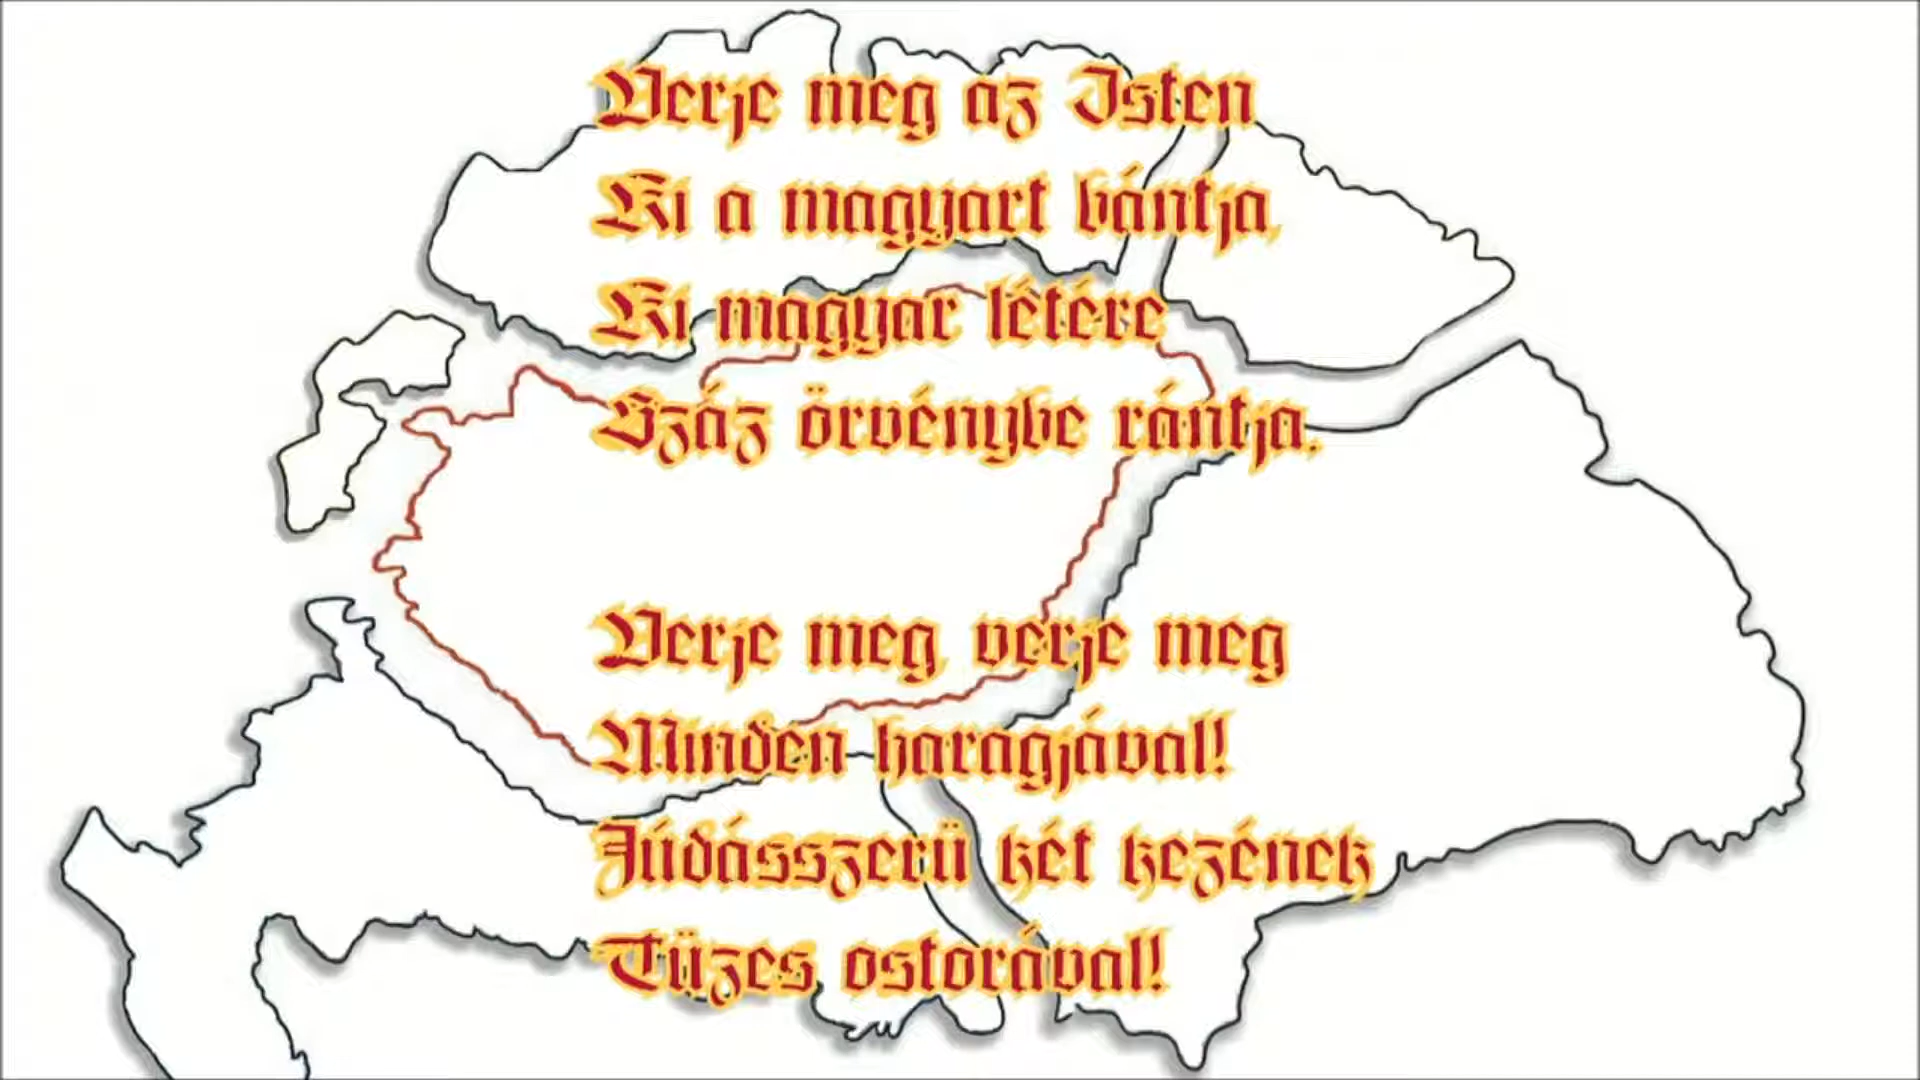 Verje meg az Isten
Ki a magyart bántja,
Ki magyar létére
Száz örvénybe rántja.
Verje meg, verje meg
Minden haragjával!
Júdásszerü két kezének
Tüzes ostorával!